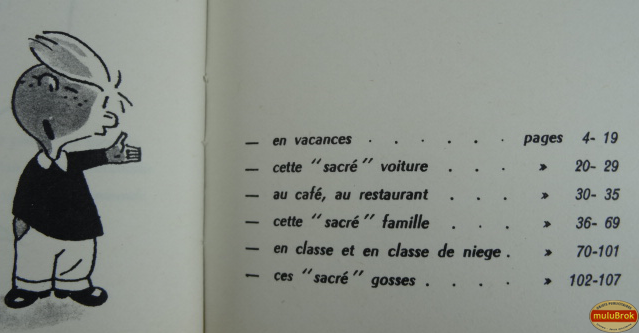 — en vacances . . . . . . pages 4- 19
— cette "sacré" voiture . . . » 20- 29
— au café, au restaurant . . . » 30- 35
— cette "sacré" famille . . . » 36- 69
— en classe et en classe de niege . » 70-101
— ces "sacré" gosses . . . . » 102-107
muluBrok